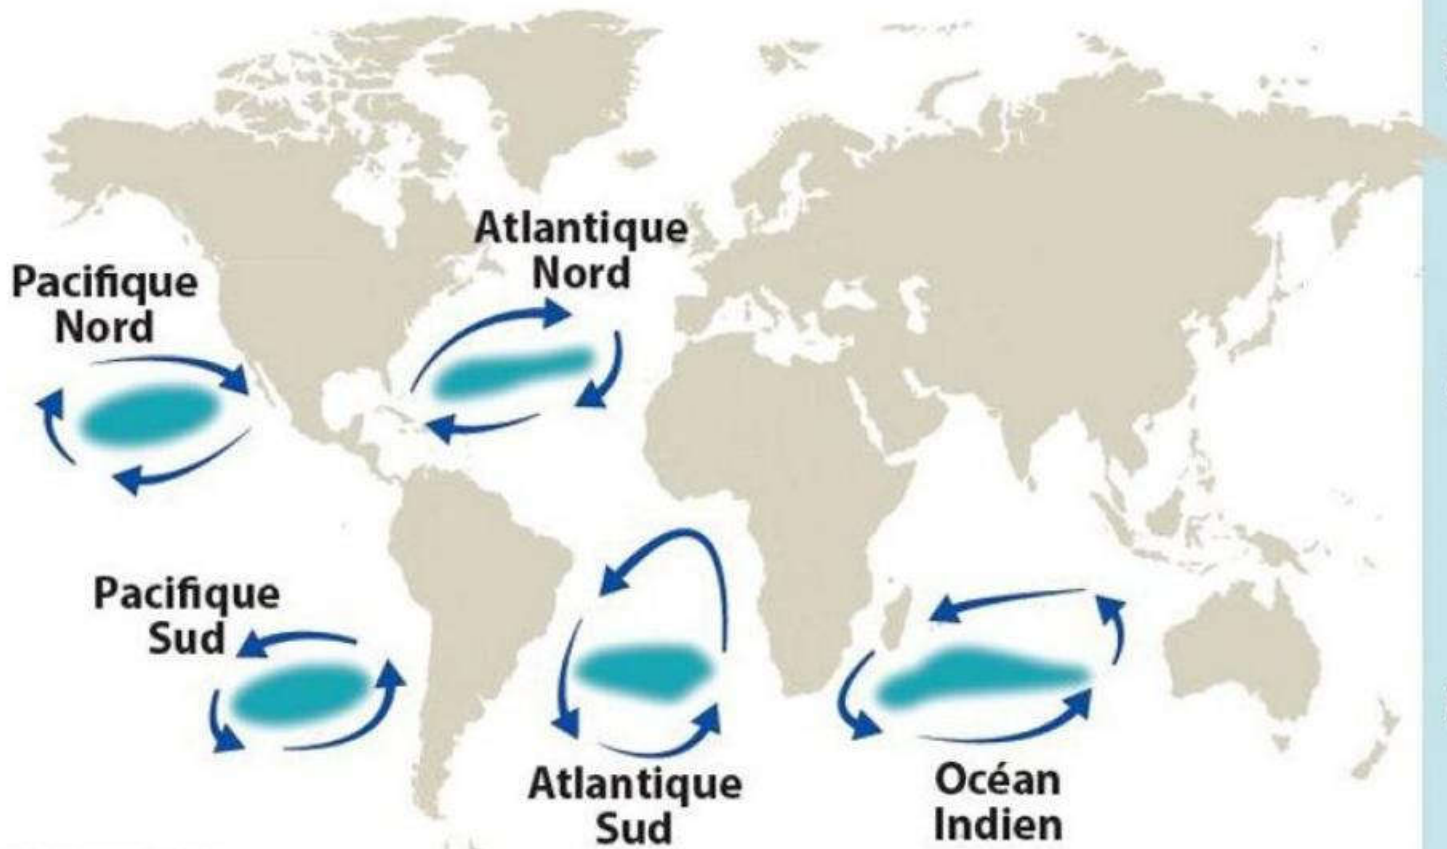 Atlantique
Nord
Pacifique
Nord
Pacifique
Sud
Atlantique
Sud
Océan
Indien